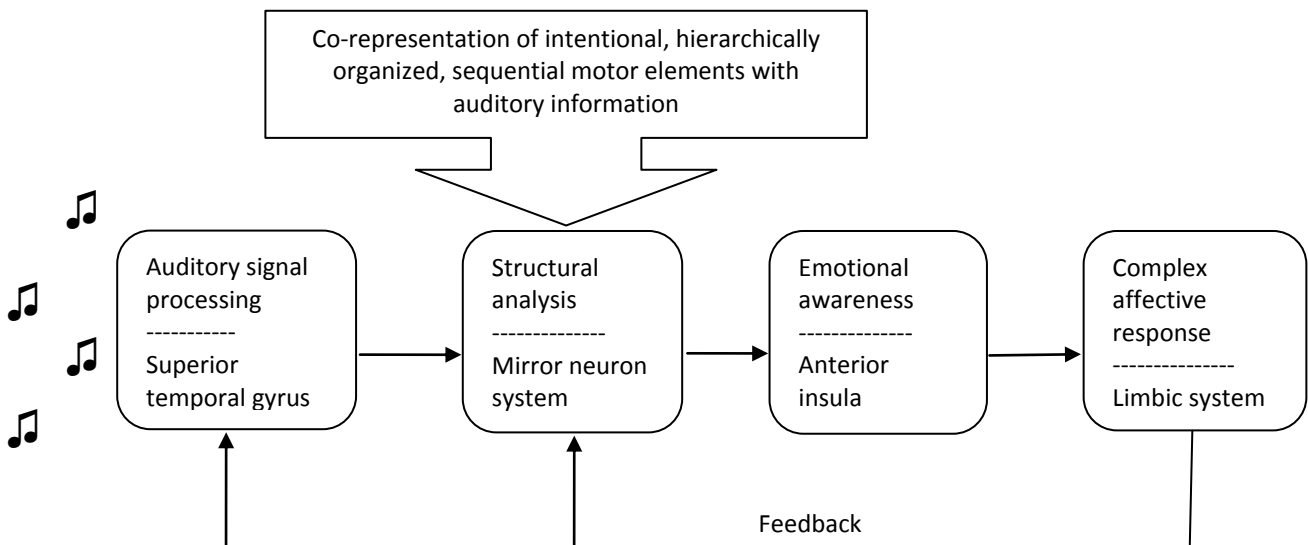 Co-representation of intentional, hierarchically
organized, sequential motor elements with
auditory information
Auditory signal
processing
-----------
Superior
temporal gyrus
Structural
analysis
--------------
Mirror neuron
system
Emotional
awareness
--------------
Anterior
insula
Complex
affective
response
---------------
Limbic system
Feedback